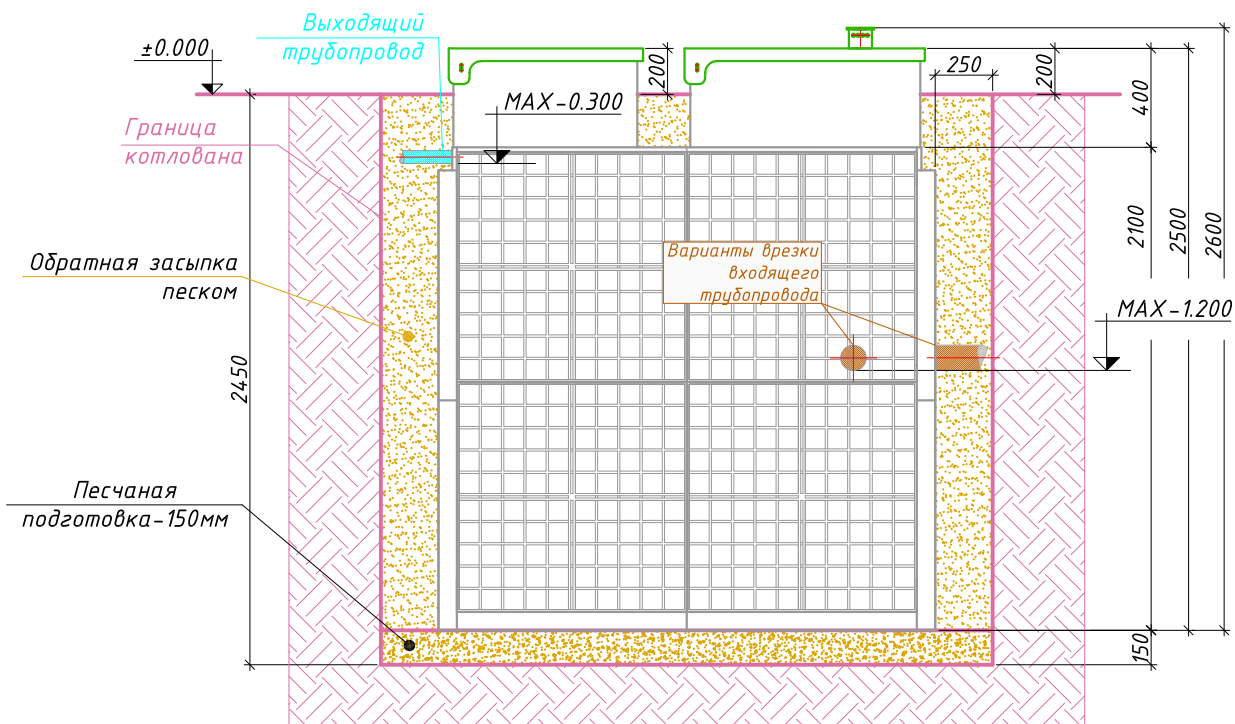 Выходящий
трубопровод
±0.000
200
250
200
400
MAX-0.300
Граница
котлована
2100
2500
2600
Варианты врезки
входящего
трубопровода
Обратная засыпка
песком
MAX-1.200
2450
Песчаная
подготовка-150мм
150